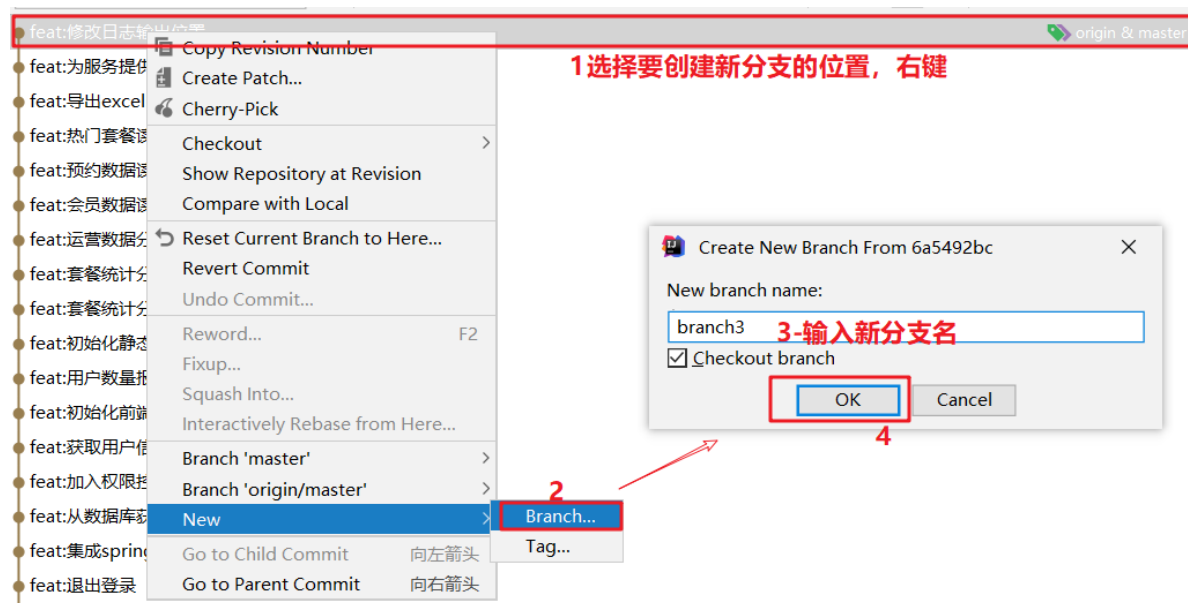 feat:修改日志输出位置
origin & master
1选择要创建新分支的位置，右键
feat:为服务提供
feat:导出excel
feat:热门套餐
feat:预约数据
feat:会员数据
feat:运营数据
feat:套餐统计
feat:套餐统计
feat:初始化静态
feat:用户数量
feat:初始化前端
feat:获取用户信
feat:加入权限
feat:从数据库获
feat:集成spring
feat:退出登录
Copy Revision Number
Create Patch...
Cherry-Pick
Checkout
Show Repository at Revision
Compare with Local
Reset Current Branch to Here...
Revert Commit
Undo Commit...
Reword... F2
Fixup...
Squash Into...
Interactively Rebase from Here...
Branch 'master'
Branch 'origin/master'
New
Go to Child Commit 向左箭头
Go to Parent Commit 向右箭头
2
Branch...
Tag...
Create New Branch From 6a5492bc
New branch name:
branch3
3-输入新分支名
Checkout branch
OK
Cancel
4